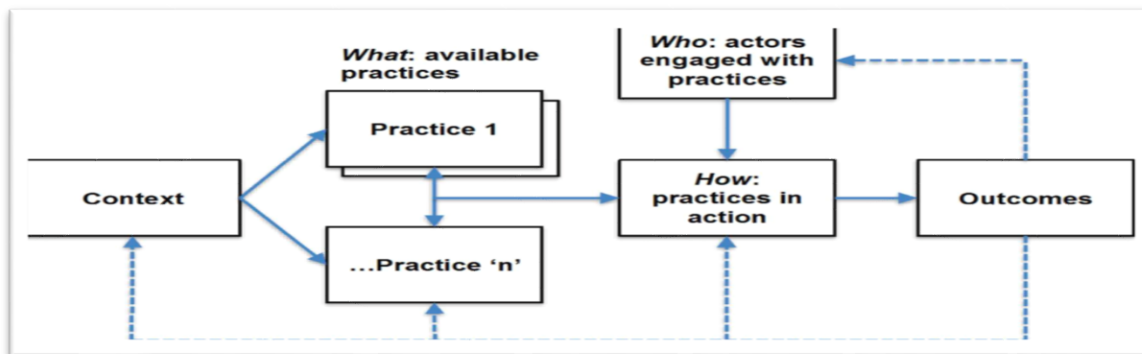 What: available
practices
Practice 1
Context
…Practice ‘n’
Who: actors
engaged with
practices
How:
practices in
action
Outcomes